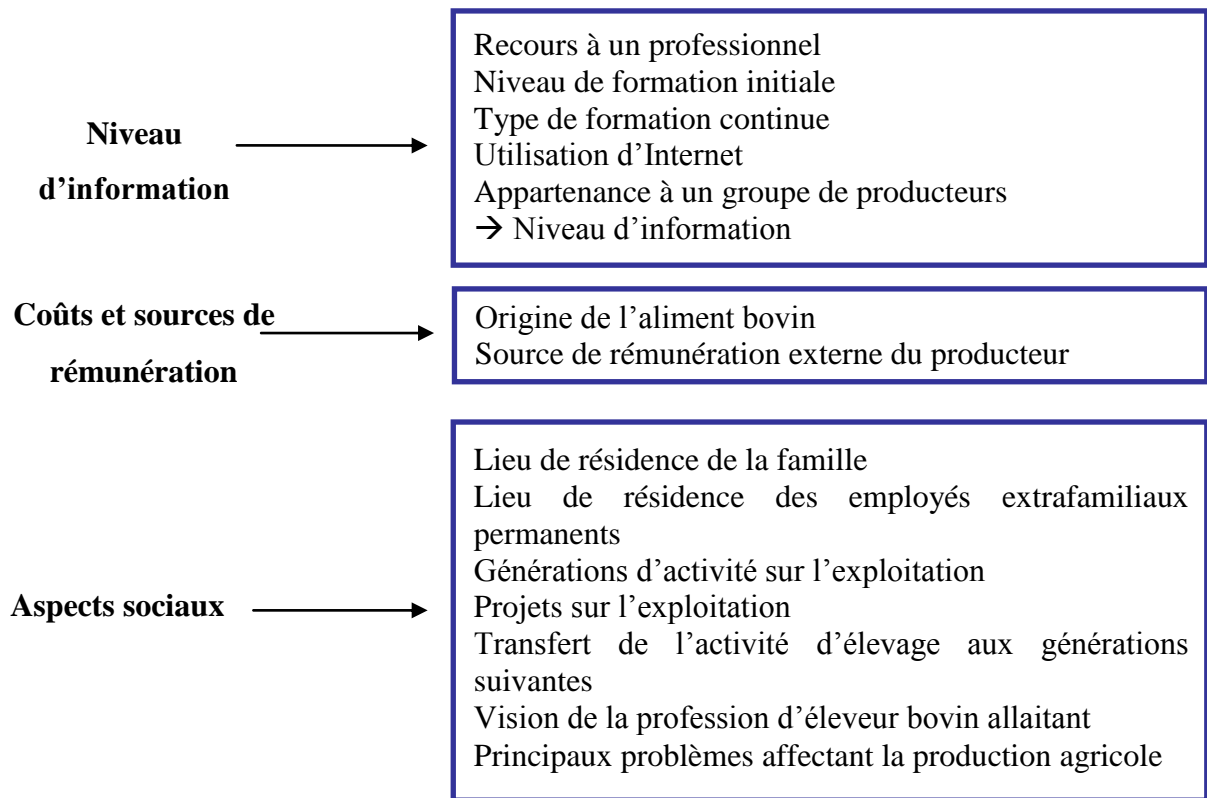 Niveau
d’information
Recours à un professionnel
Niveau de formation initiale
Type de formation continue
Utilisation d’Internet
Appartenance à un groupe de producteurs
→ Niveau d’information
Coûts et sources de
rémunération
Origine de l’aliment bovin
Source de rémunération externe du producteur
Aspects sociaux
Lieu de résidence de la famille
Lieu de résidence des employés extrafamiliaux
permanents
Générations d’activité sur l’exploitation
Projets sur l’exploitation
Transfert de l’activité d’élevage aux générations
suivantes
Vision de la profession d’éleveur bovin allaitant
Principaux problèmes affectant la production agricole